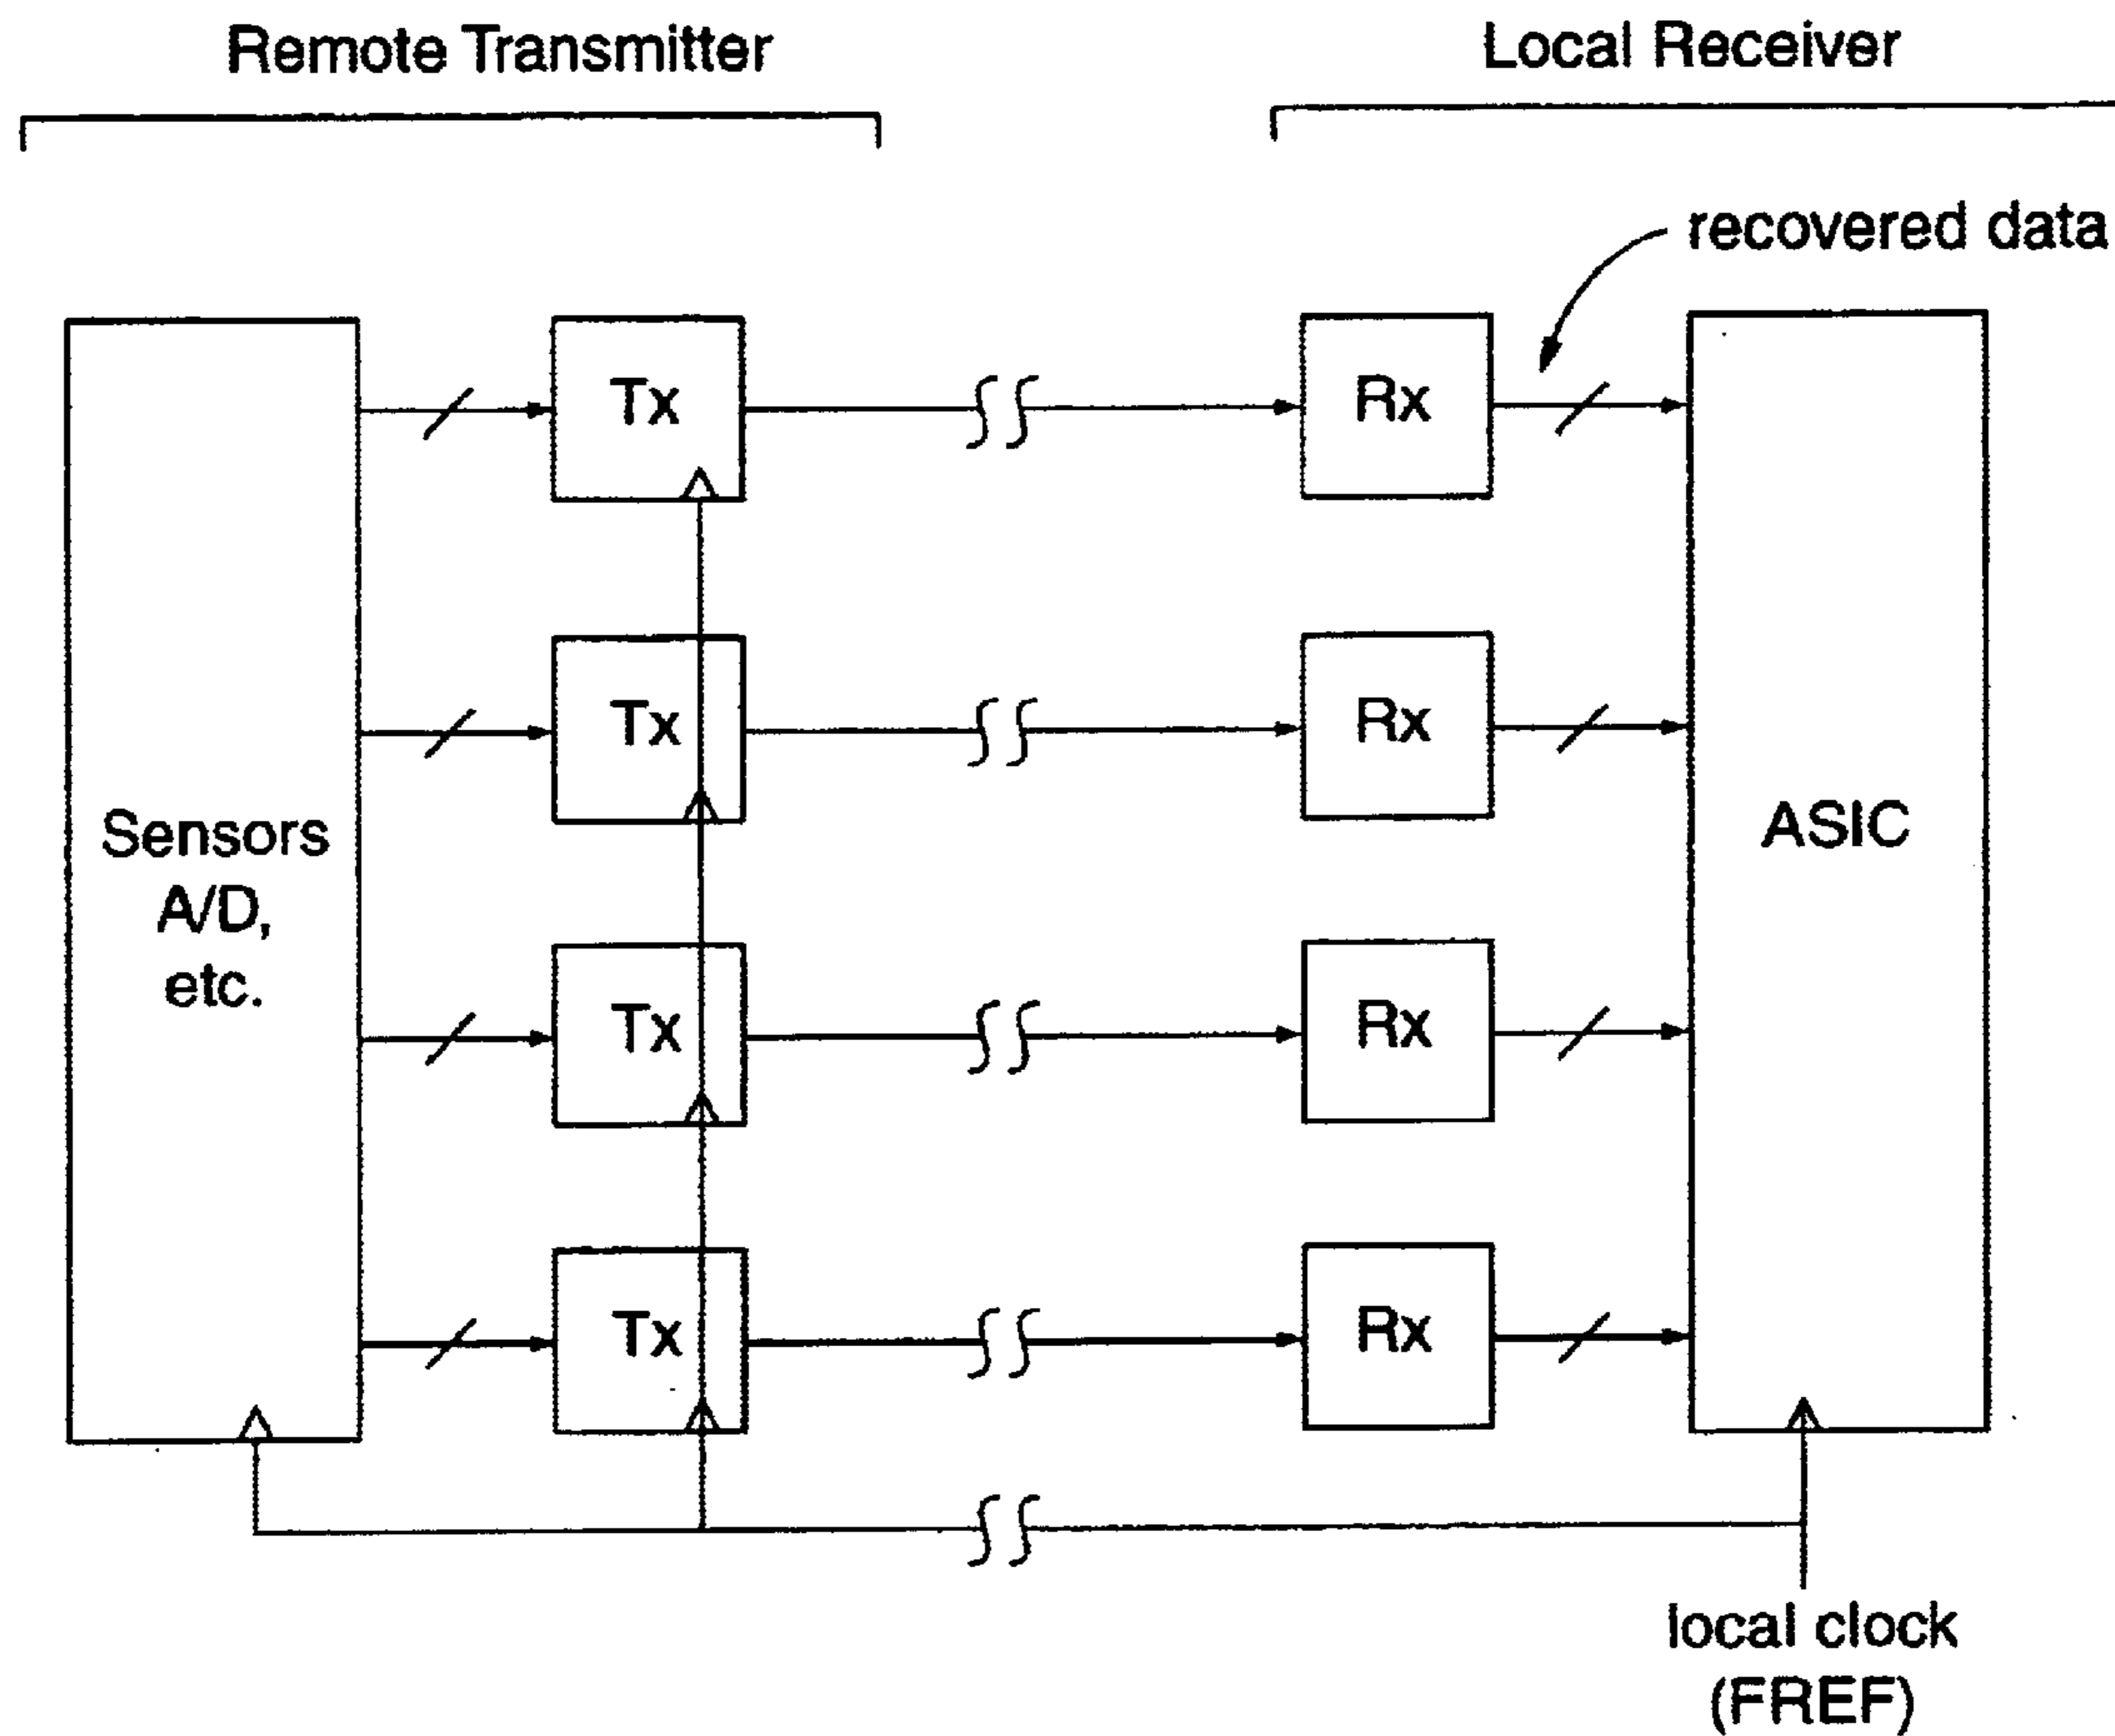 Remote Transmitter
Local Receiver
recovered data
Tx
Rx
Tx
Rx
Sensors
A/D,
etc.
ASIC
Tx
Rx
Tx
Rx
local clock
(FREF)